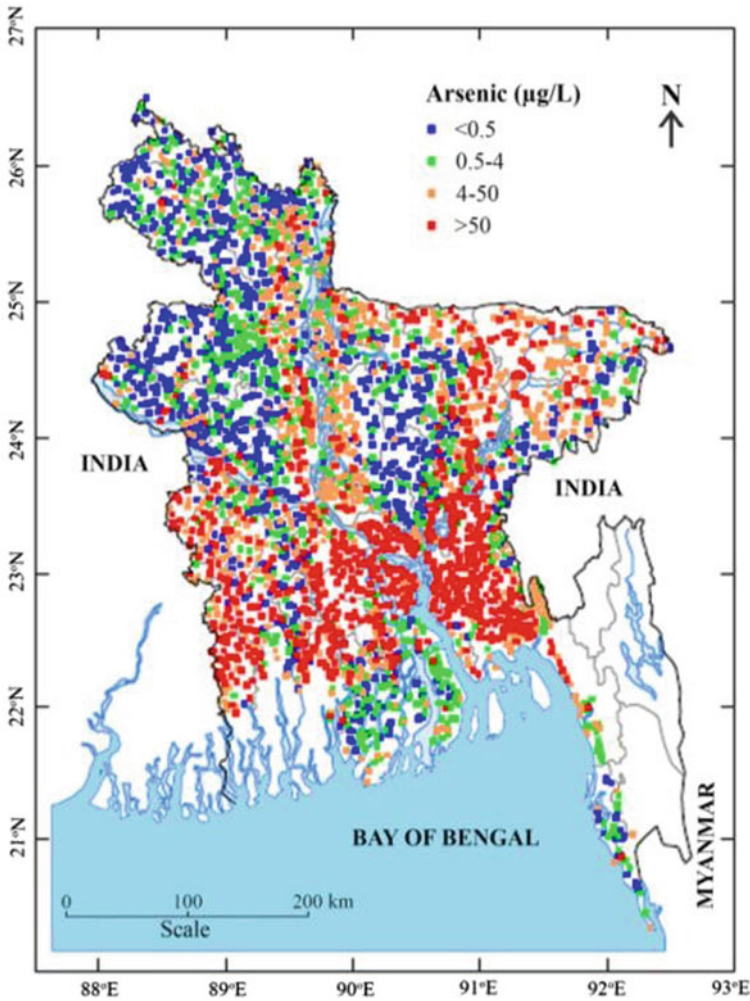 27°N
26°N
25°N
24°N
23°N
22°N
21°N
Arsenic (µg/L)
<0.5
0.5-4
4-50
>50
N
INDIA
INDIA
MYANMAR
BAY OF BENGAL
0 100 200 km
Scale
88°E 89°E 90°E 91°E 92°E 93°E